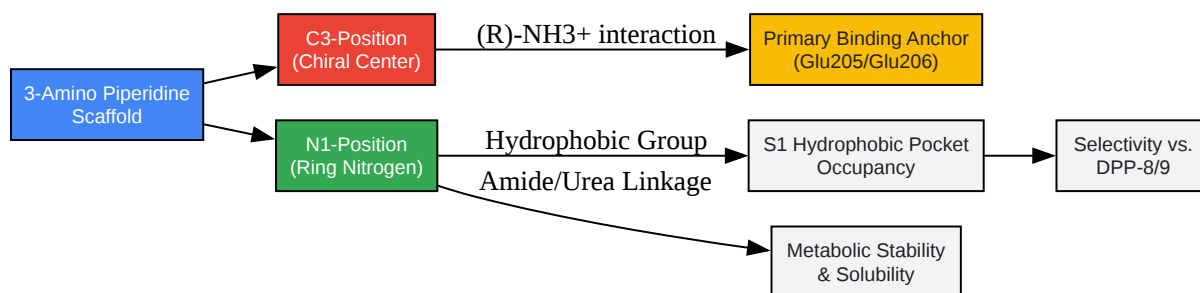 3-Amino Piperidine
Scaffold
C3-Position
(Chiral Center)
(R)-NH3+ interaction
Primary Binding Anchor
(Glu205/Glu206)
N1-Position
(Ring Nitrogen)
Hydrophobic Group
S1 Hydrophobic Pocket
Occupancy
Selectivity vs.
DPP-8/9
Amide/Urea Linkage
Metabolic Stability
& Solubility